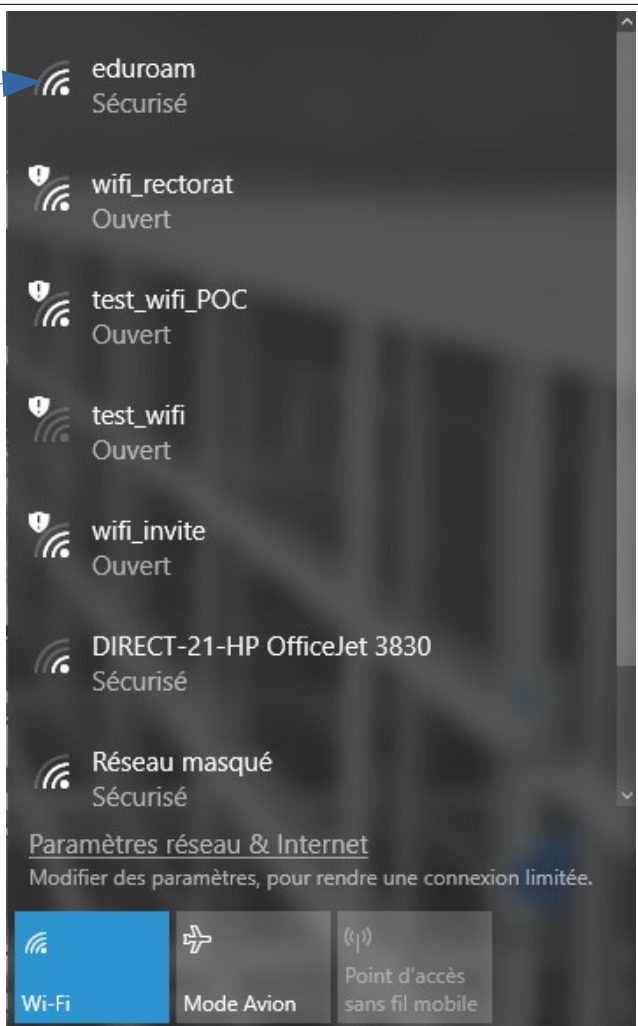 eduroam
Sécurisé
wifi_rectorat
Ouvert
test_wifi_POC
Ouvert
test_wifi
Ouvert
wifi_invite
Ouvert
DIRECT-21-HP OfficeJet 3830
Sécurisé
Réseau masqué
Sécurisé
Paramètres réseau & Internet
Modifier des paramètres, pour rendre une connexion limitée.
Wi-Fi
Mode Avion
Point d'accès
sans fil mobile